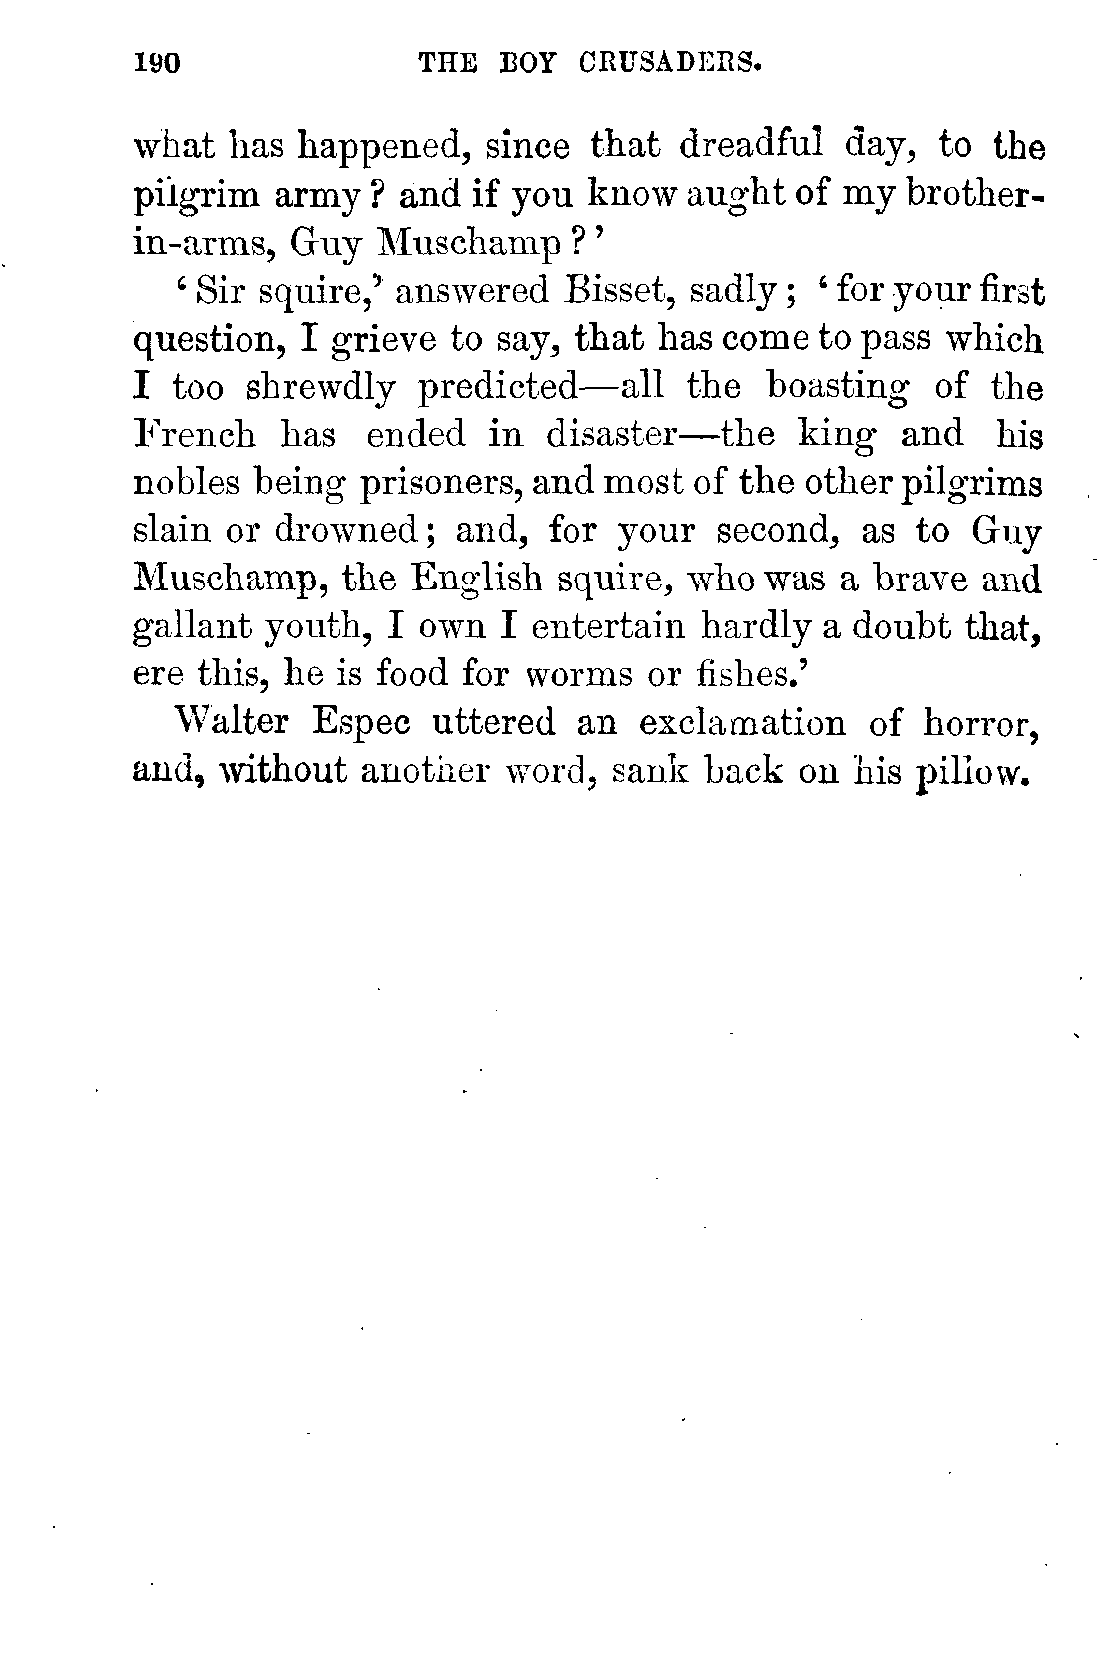 190 THE BOY CRUSADERS.
what has happened, since that dreadful day, to the
pilgrim army? and if you know aught of my brother-
in-arms, Guy Muschamp?’
‘Sir squire,’ answered Bisset, sadly; ‘for your first
question, I grieve to say, that has come to pass which
I too shrewdly predicted—all the boasting of the
French has ended in disaster—the king and his
nobles being prisoners, and most of the other pilgrims
slain or drowned; and, for your second, as to Guy
Muschamp, the English squire, who was a brave and
gallant youth, I own I entertain hardly a doubt that,
ere this, he is food for worms or fishes.’
Walter Espec uttered an exclamation of horror,
and, without another word, sank back on his pillow.